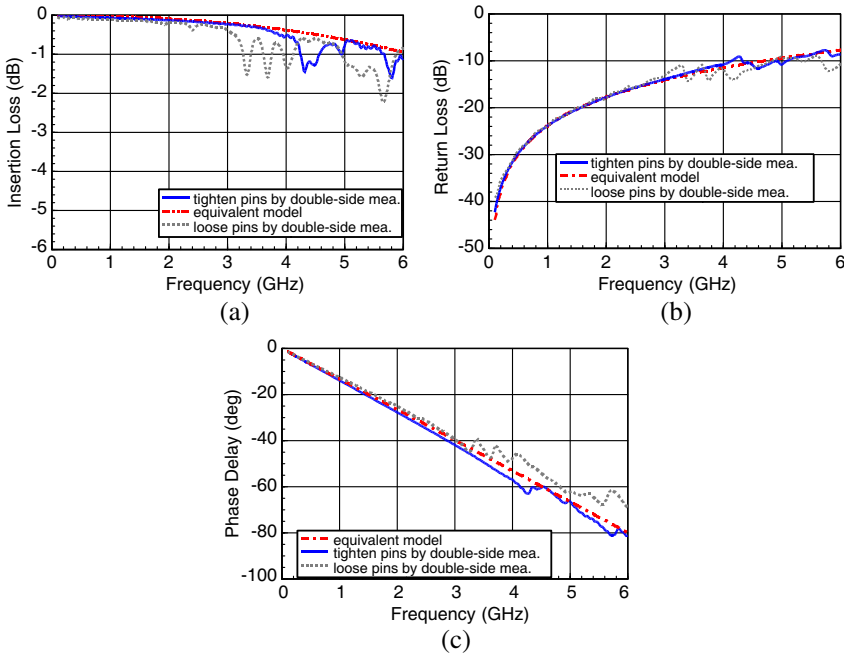 0
-1
-2
-3
-4
-5
-6
Insertion Loss (dB)
tighten pins by double-side mea.
equivalent model
loose pins by double-side mea.
0 1 2 3 4 5 6
Frequency (GHz)
(a)
0
-10
-20
-30
-40
-50
Return Loss (dB)
tighten pins by double-side mea.
equivalent model
loose pins by double-side mea.
0 1 2 3 4 5 6
Frequency (GHz)
(b)
0
-20
-40
-60
-80
-100
Phase Delay (deg)
equivalent model
tighten pins by double-side mea.
loose pins by double-side mea.
0 1 2 3 4 5 6
Frequency (GHz)
(c)